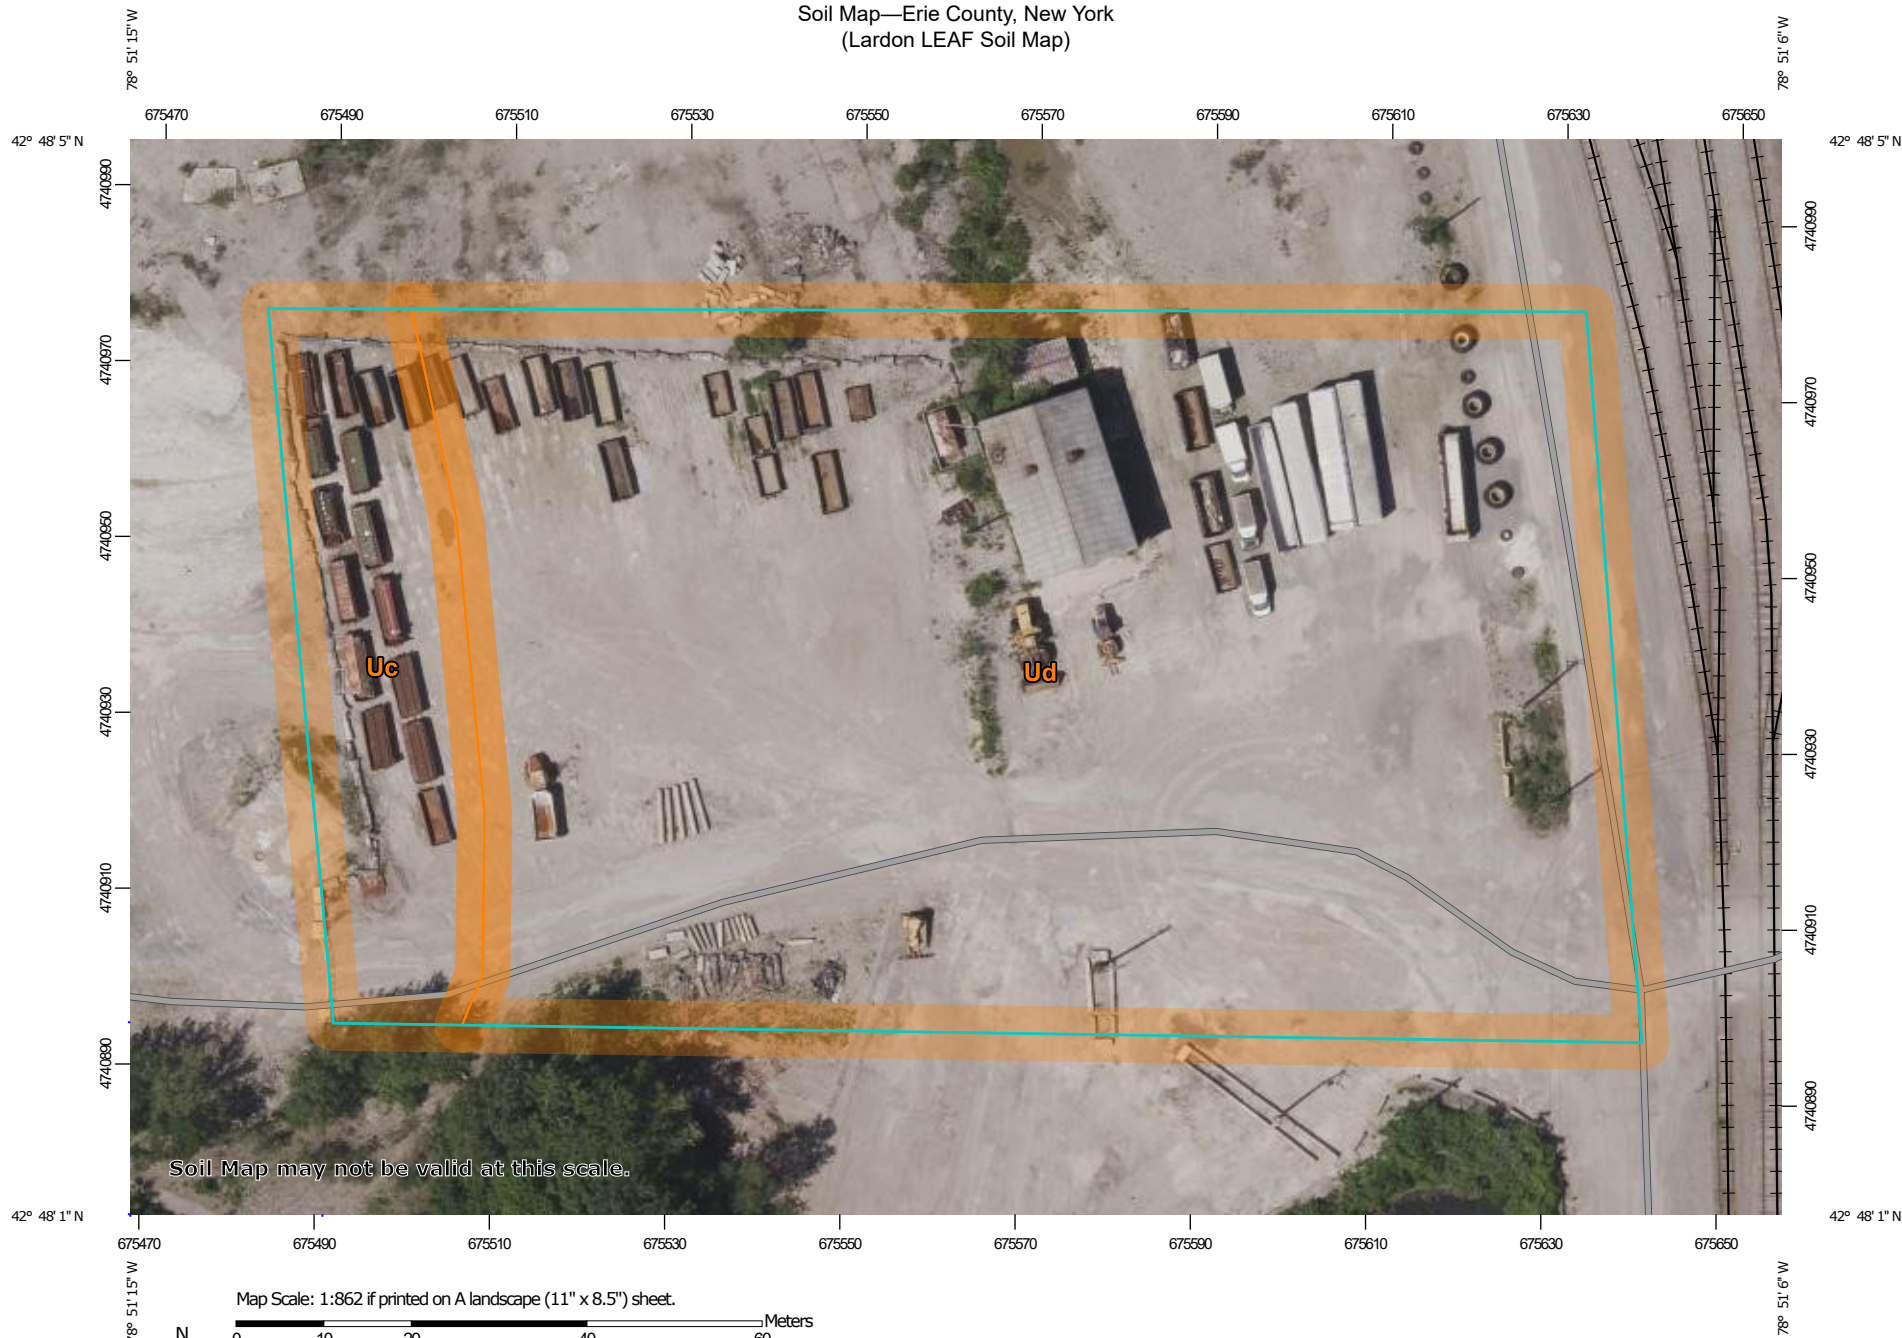 Soil Map—Erie County, New York
(Lardon LEAF Soil Map)
78° 51' 15" W
78° 51' 6" W
675470 675490 675510 675530 675550 675570 675590 675610 675630 675650
42° 48' 5" N
42° 48' 5" N
4740990
4740990
4740970
4740970
4740950
4740950
Uc
Ud
4740930
4740930
4740910
4740910
4740890
4740890
Soil Map may not be valid at this scale.
42° 48' 1" N
42° 48' 1" N
675470 675490 675510 675530 675550 675570 675590 675610 675630 675650
78° 51' 15" W
78° 51' 6" W
Map Scale: 1:862 if printed on A landscape (11" x 8.5") sheet.
Meters
N
0 10 20 40 60